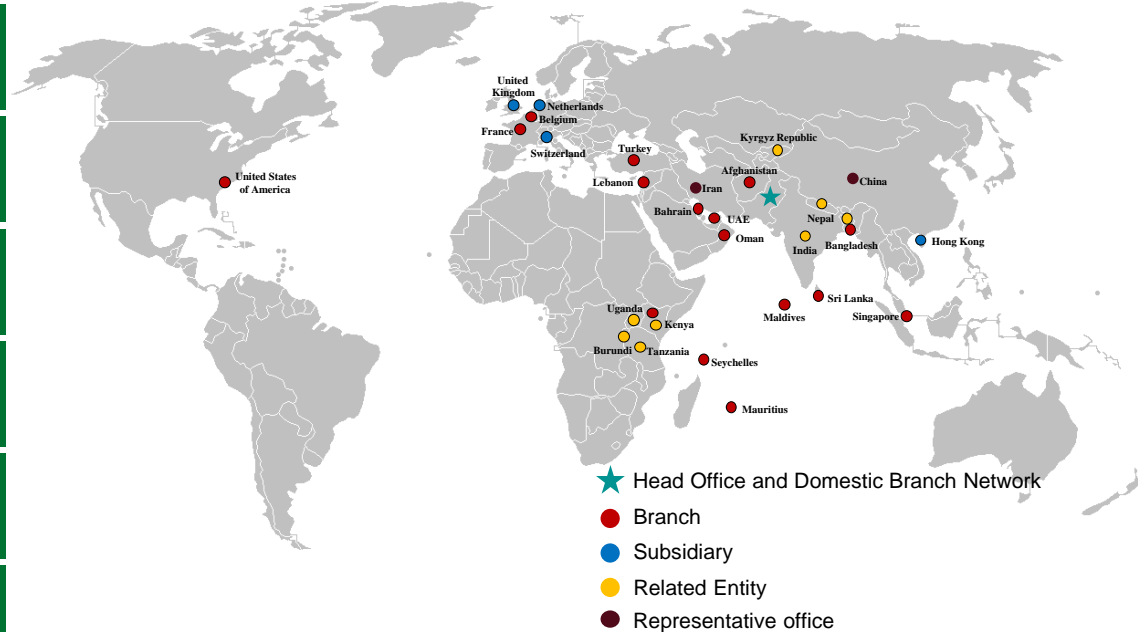 United
Kingdom
Netherlands
Belgium
France
Switzerland
Turkey
Kyrgyz Republic
Afghanistan
China
United States
of America
Lebanon
Iran
Bahrain
UAE
Nepal
Oman
India
Bangladesh
Hong Kong
Sri Lanka
Maldives
Singapore
Uganda
Kenya
Burundi
Tanzania
Seychelles
Mauritius
Head Office and Domestic Branch Network
Branch
Subsidiary
Related Entity
Representative office